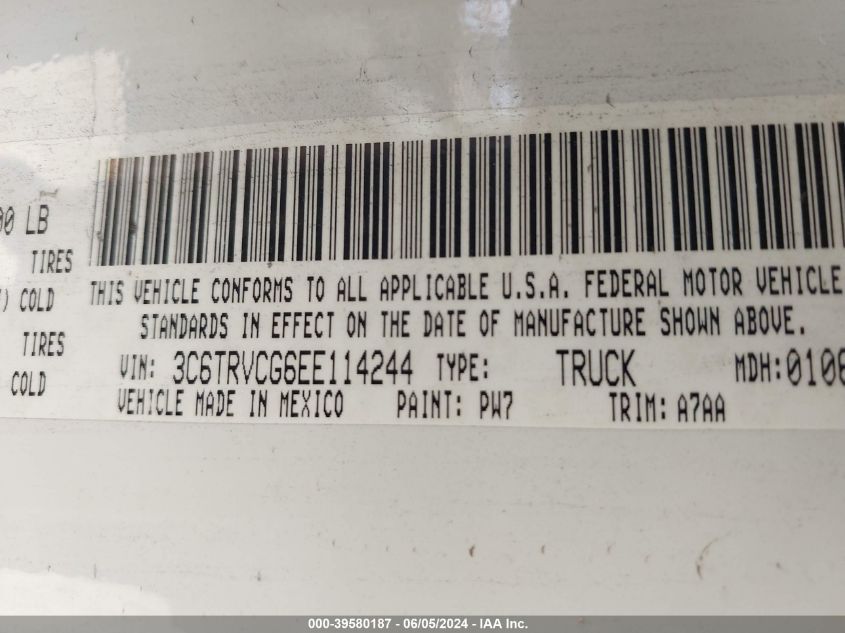 00 LB
TIRES
) COLD
TIRES
COLD
THIS VEHICLE CONFORMS TO ALL APPLICABLE U.S.A. FEDERAL MOTOR VEHICLE
STANDARDS IN EFFECT ON THE DATE OF MANUFACTURE SHOWN ABOVE.
VIN: 3C6TRVCG6EE114244 TYPE: TRUCK MDH:0106
VEHICLE MADE IN MEXICO PAINT: PW7 TRIM: A7AA
000-39580187 - 06/05/2024 - IAA Inc.